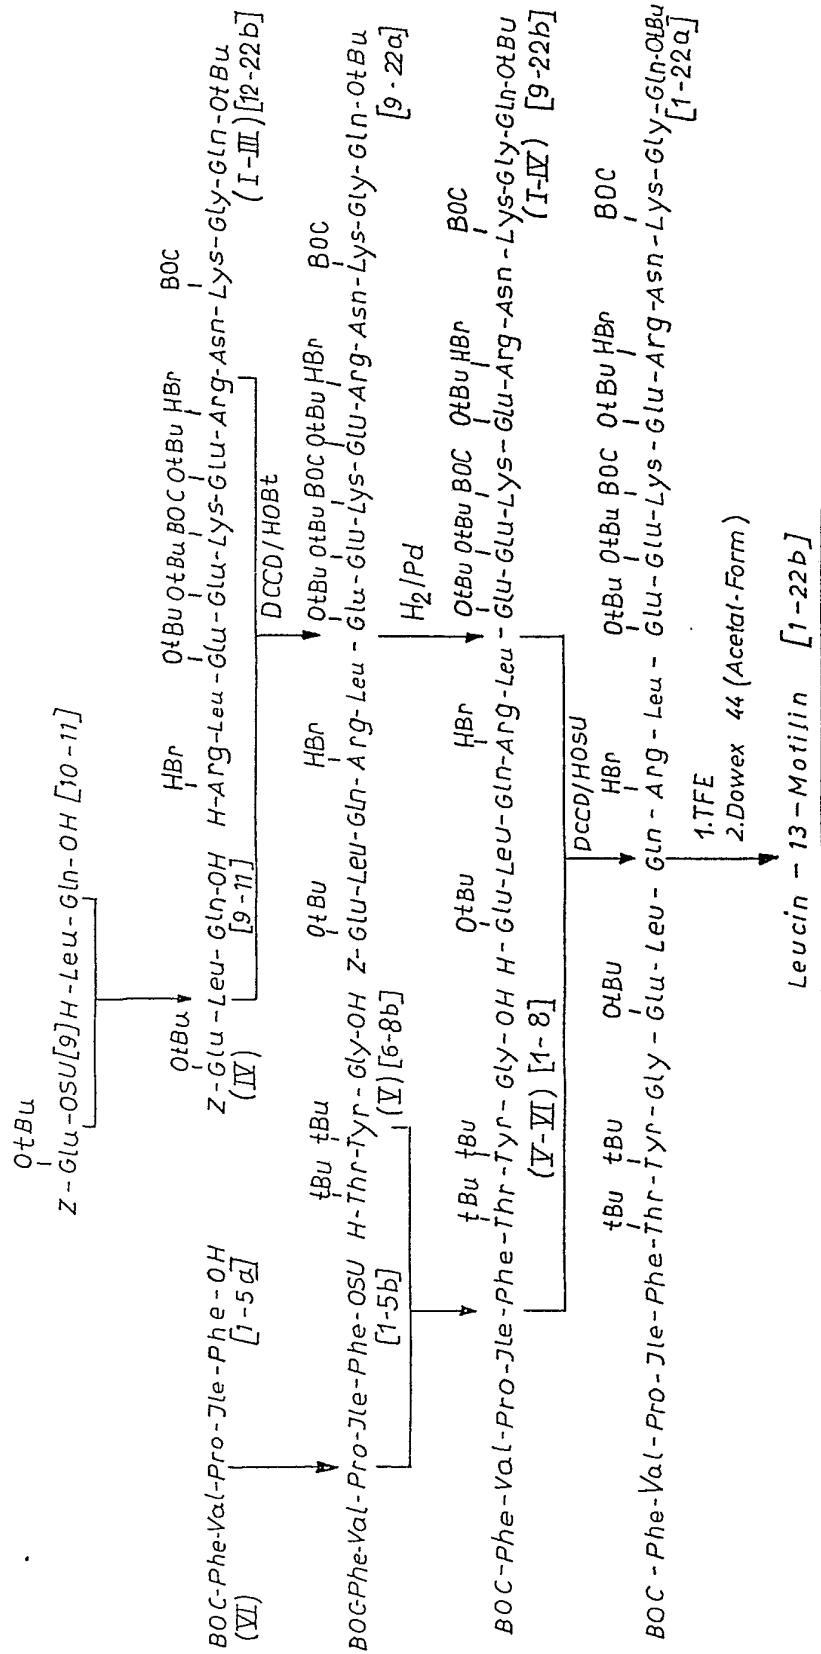 OtBu
Z-Glu-OSU[9] H-Leu-Gln-OH [10-11]
OtBu HBr OtBu OtBu BOC OtBu HBr BOC
BOC-Phe-Val-Pro-Jle-Phe-OH Z-Glu-Leu-Gln-OH H-Arg-Leu-Glu-Glu-Lys-Glu-Arg-Asn-Lys-Gly-Gln-OtBu
(VI) [1-5a] (IV) [9-11] (I-III)[12-22b]
DCCD/HOBt
tBu tBu OtBu HBr OtBu OtBu BOC OtBu HBr BOC
BOC-Phe-Val-Pro-Jle-Phe-OSU H-Thr-Tyr-Gly-OH Z-Glu-Leu-Gln-Arg-Leu-Glu-Glu-Lys-Glu-Arg-Asn-Lys-Gly-Gln-OtBu
[1-5b] (V)[6-8b] [9-22a]
H2/Pd
tBu tBu OtBu HBr OtBu OtBu BOC OtBu HBr BOC
BOC-Phe-Val-Pro-Jle-Phe-Thr-Tyr-Gly-OH H-Glu-Leu-Gln-Arg-Leu-Glu-Glu-Lys-Glu-Arg-Asn-Lys-Gly-Gln-OtBu
(V-VI) [1-8] (I-IV) [9-22b]
DCCD/HOSU
tBu tBu OtBu HBr OtBu OtBu BOC OtBu HBr BOC
BOC-Phe-Val-Pro-Jle-Phe-Thr-Tyr-Gly-Glu-Leu-Gln-Arg-Leu-Glu-Glu-Lys-Glu-Arg-Asn-Lys-Gly-Gln-OtBu
[1-22a]
1.TFE
2.Dowex 44 (Acetal-Form)
Leucin-13-Motilin [1-22b]